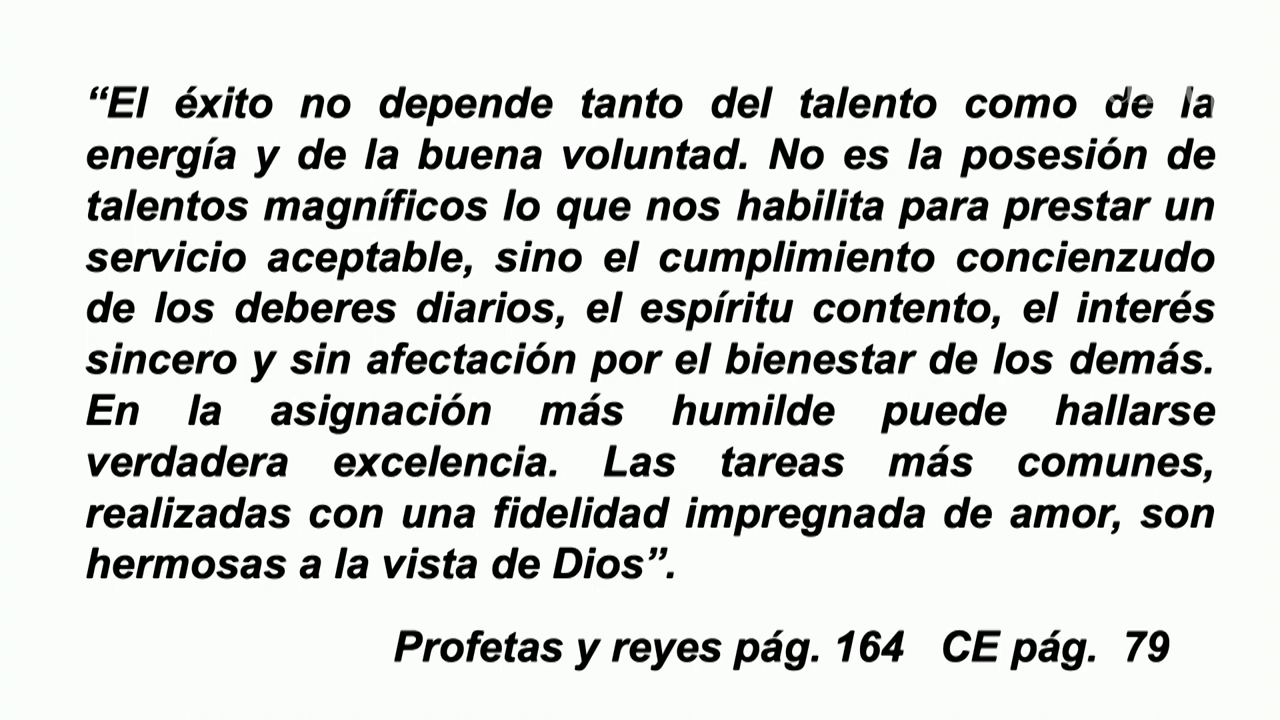 “El éxito no depende tanto del talento como de la
energía y de la buena voluntad. No es la posesión de
talentos magníficos lo que nos habilita para prestar un
servicio aceptable, sino el cumplimiento concienzudo
de los deberes diarios, el espíritu contento, el interés
sincero y sin afectación por el bienestar de los demás.
En la asignación más humilde puede hallarse
verdadera excelencia. Las tareas más comunes,
realizadas con una fidelidad impregnada de amor, son
hermosas a la vista de Dios”.
Profetas y reyes pág. 164 CE pág. 79